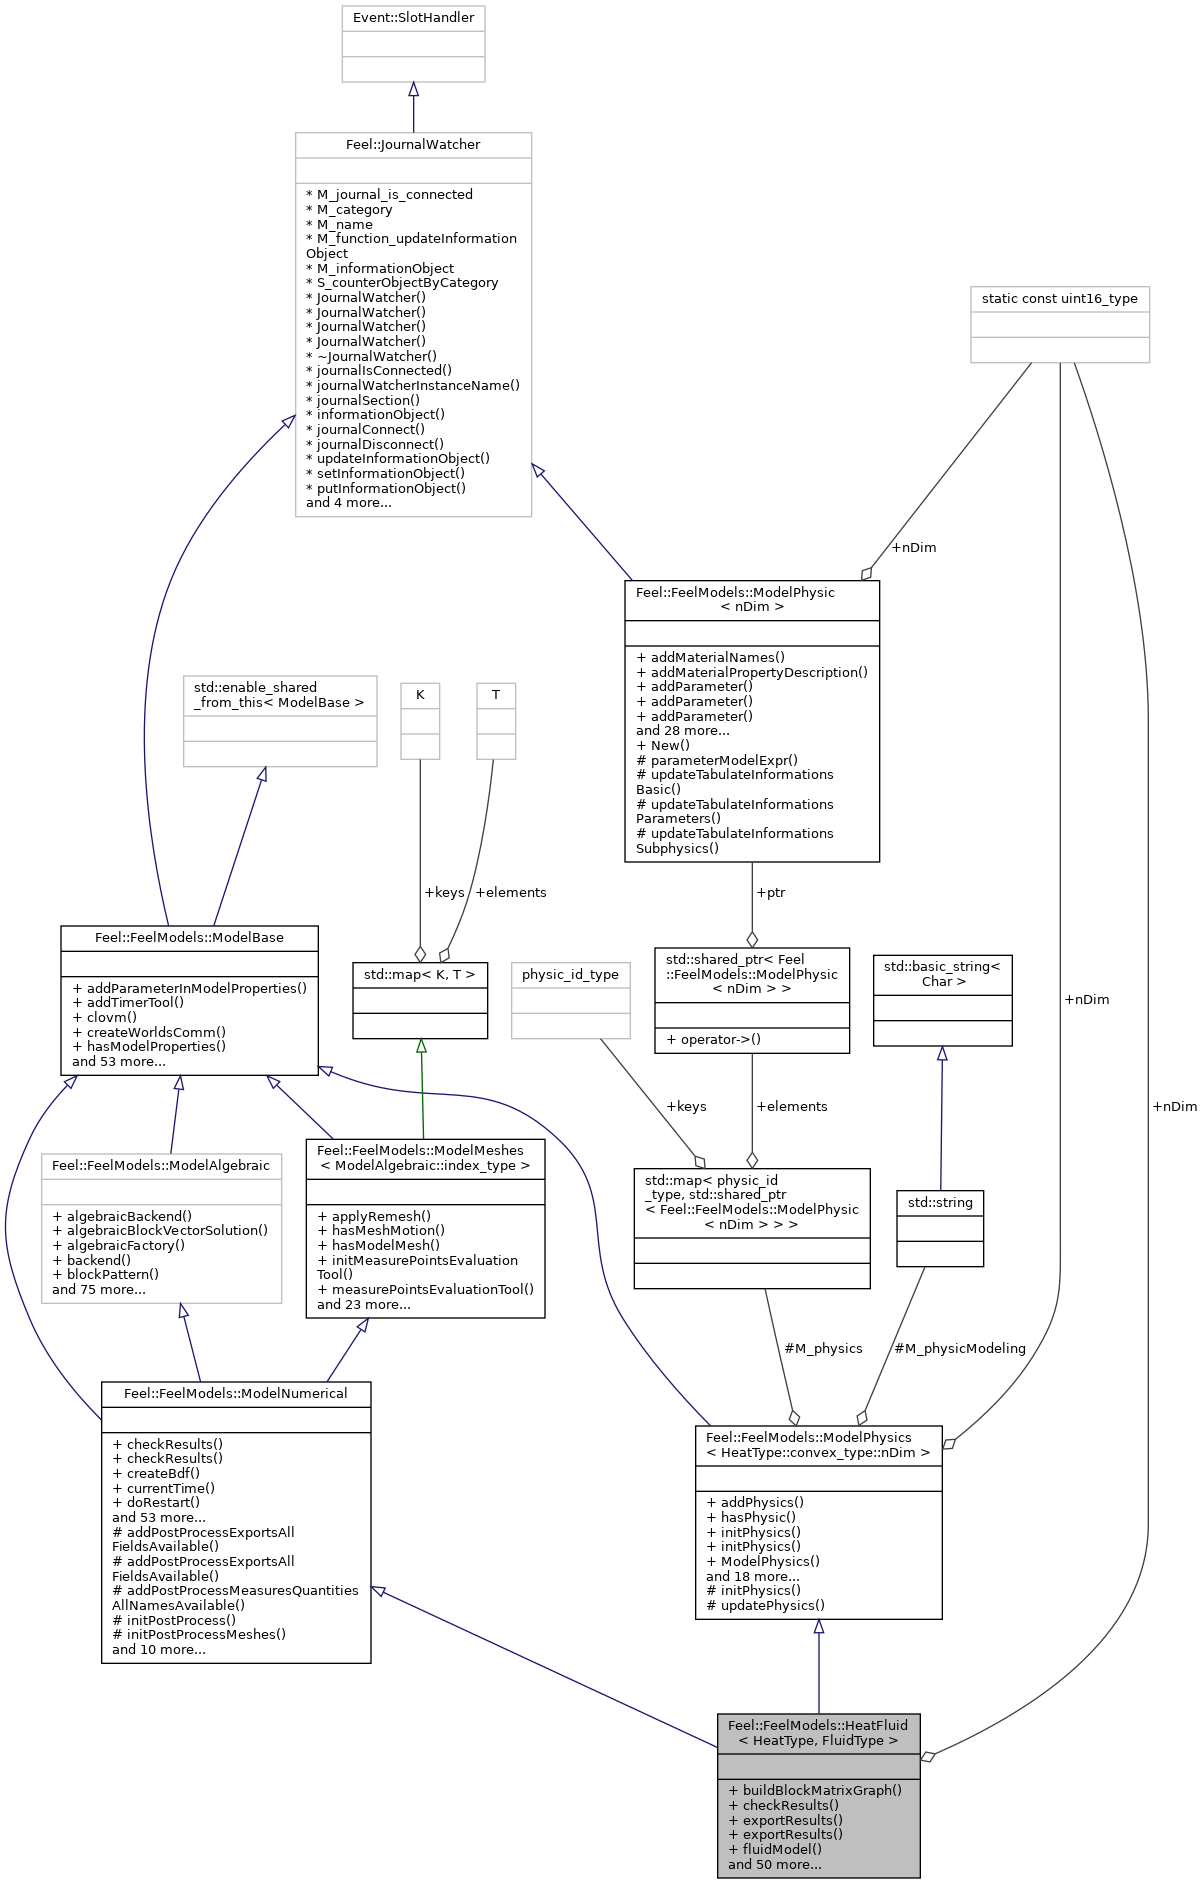 Event::SlotHandler
Feel::JournalWatcher
* M_journal_is_connected
* M_category
* M_name
* M_function_updateInformation
Object
* M_informationObject
* S_counterObjectByCategory
* JournalWatcher()
* JournalWatcher()
* JournalWatcher()
* JournalWatcher()
* ~JournalWatcher()
* journalIsConnected()
* journalWatcherInstanceName()
* journalSection()
* informationObject()
* journalConnect()
* journalDisconnect()
* updateInformationObject()
* setInformationObject()
* putInformationObject()
and 4 more...
static const uint16_type
+nDim
Feel::FeelModels::ModelPhysic
< nDim >
+ addMaterialNames()
+ addMaterialPropertyDescription()
+ addParameter()
+ addParameter()
+ addParameter()
and 28 more...
+ New()
# parameterModelExpr()
# updateTabulateInformations
Basic()
# updateTabulateInformations
Parameters()
# updateTabulateInformations
Subphysics()
std::enable_shared
_from_this< ModelBase >
K
T
+keys
+elements
+ptr
Feel::FeelModels::ModelBase
+ addParameterInModelProperties()
+ addTimerTool()
+ clovm()
+ createWorldsComm()
+ hasModelProperties()
and 53 more...
std::map< K, T >
physic_id_type
std::shared_ptr< Feel
::FeelModels::ModelPhysic
< nDim > >
+ operator->()
std::basic_string<
Char >
+nDim
+keys
+elements
+nDim
Feel::FeelModels::ModelAlgebraic
+ algebraicBackend()
+ algebraicBlockVectorSolution()
+ algebraicFactory()
+ backend()
+ blockPattern()
and 75 more...
Feel::FeelModels::ModelMeshes
< ModelAlgebraic::index_type >
+ applyRemesh()
+ hasMeshMotion()
+ hasModelMesh()
+ initMeasurePointsEvaluation
Tool()
+ measurePointsEvaluationTool()
and 23 more...
std::map< physic_id
_type, std::shared_ptr
< Feel::FeelModels::ModelPhysic
< nDim > > >
std::string
#M_physics
#M_physicModeling
Feel::FeelModels::ModelNumerical
+ checkResults()
+ checkResults()
+ createBdf()
+ currentTime()
+ doRestart()
and 53 more...
# addPostProcessExportsAll
FieldsAvailable()
# addPostProcessExportsAll
FieldsAvailable()
# addPostProcessMeasuresQuantities
AllNamesAvailable()
# initPostProcess()
# initPostProcessMeshes()
and 10 more...
Feel::FeelModels::ModelPhysics
< HeatType::convex_type::nDim >
+ addPhysics()
+ hasPhysic()
+ initPhysics()
+ initPhysics()
+ ModelPhysics()
and 18 more...
# initPhysics()
# updatePhysics()
Feel::FeelModels::HeatFluid
< HeatType, FluidType >
+ buildBlockMatrixGraph()
+ checkResults()
+ exportResults()
+ exportResults()
+ fluidModel()
and 50 more...